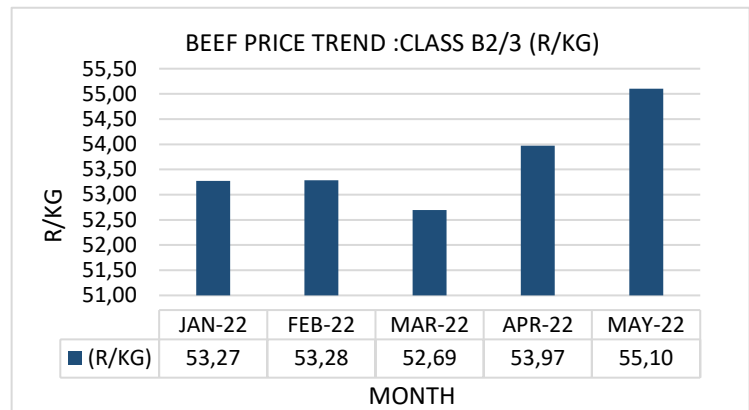 BEEF PRICE TREND :CLASS B2/3 (R/KG)
55,50
55,00
54,50
54,00
53,50
53,00
52,50
52,00
51,50
51,00
R/KG
JAN-22 FEB-22 MAR-22 APR-22 MAY-22
(R/KG) 53,27 53,28 52,69 53,97 55,10
MONTH